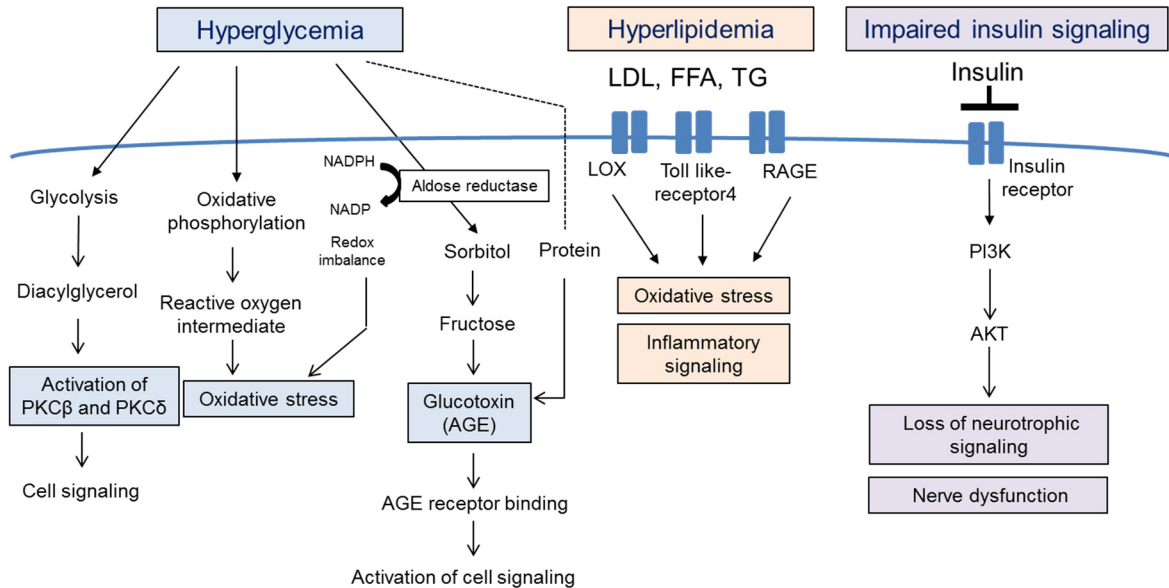 Hyperglycemia
Hyperlipidemia
Impaired insulin signaling
LDL, FFA, TG
Insulin
NADPH
Aldose reductase
NADP
Redox
imbalance
LOX
Toll like-
receptor4
RAGE
Insulin
receptor
Glycolysis
Oxidative
phosphorylation
Sorbitol
Protein
PI3K
Diacylglycerol
Reactive oxygen
intermediate
Fructose
Oxidative stress
Inflammatory
signaling
AKT
Activation of
PKCβ and PKCδ
Oxidative stress
Glucotoxin
(AGE)
Loss of neurotrophic
signaling
Nerve dysfunction
Cell signaling
AGE receptor binding
Activation of cell signaling